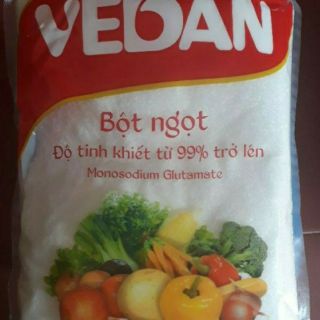 VEDAN
Bột ngọt
Độ tinh khiết từ 99% trở lên
Monosodium Glutamate